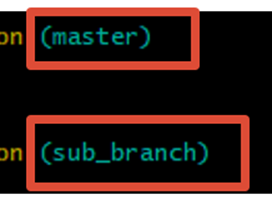 on (master)
on (sub_branch)